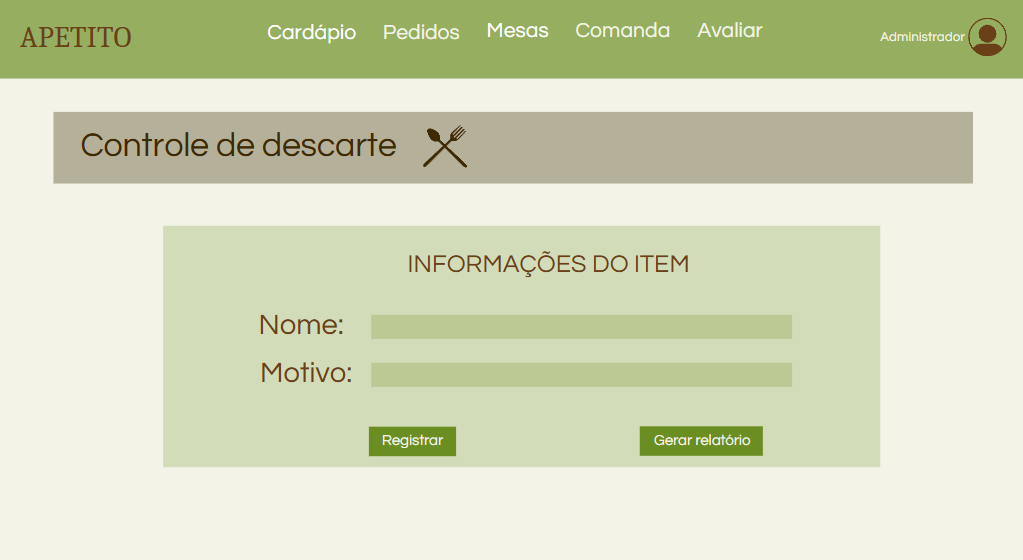 APETITO
Cardápio Pedidos Mesas Comanda Avaliar
Administrador
Controle de descarte
INFORMAÇÕES DO ITEM
Nome:
Motivo:
Registrar Gerar relatório